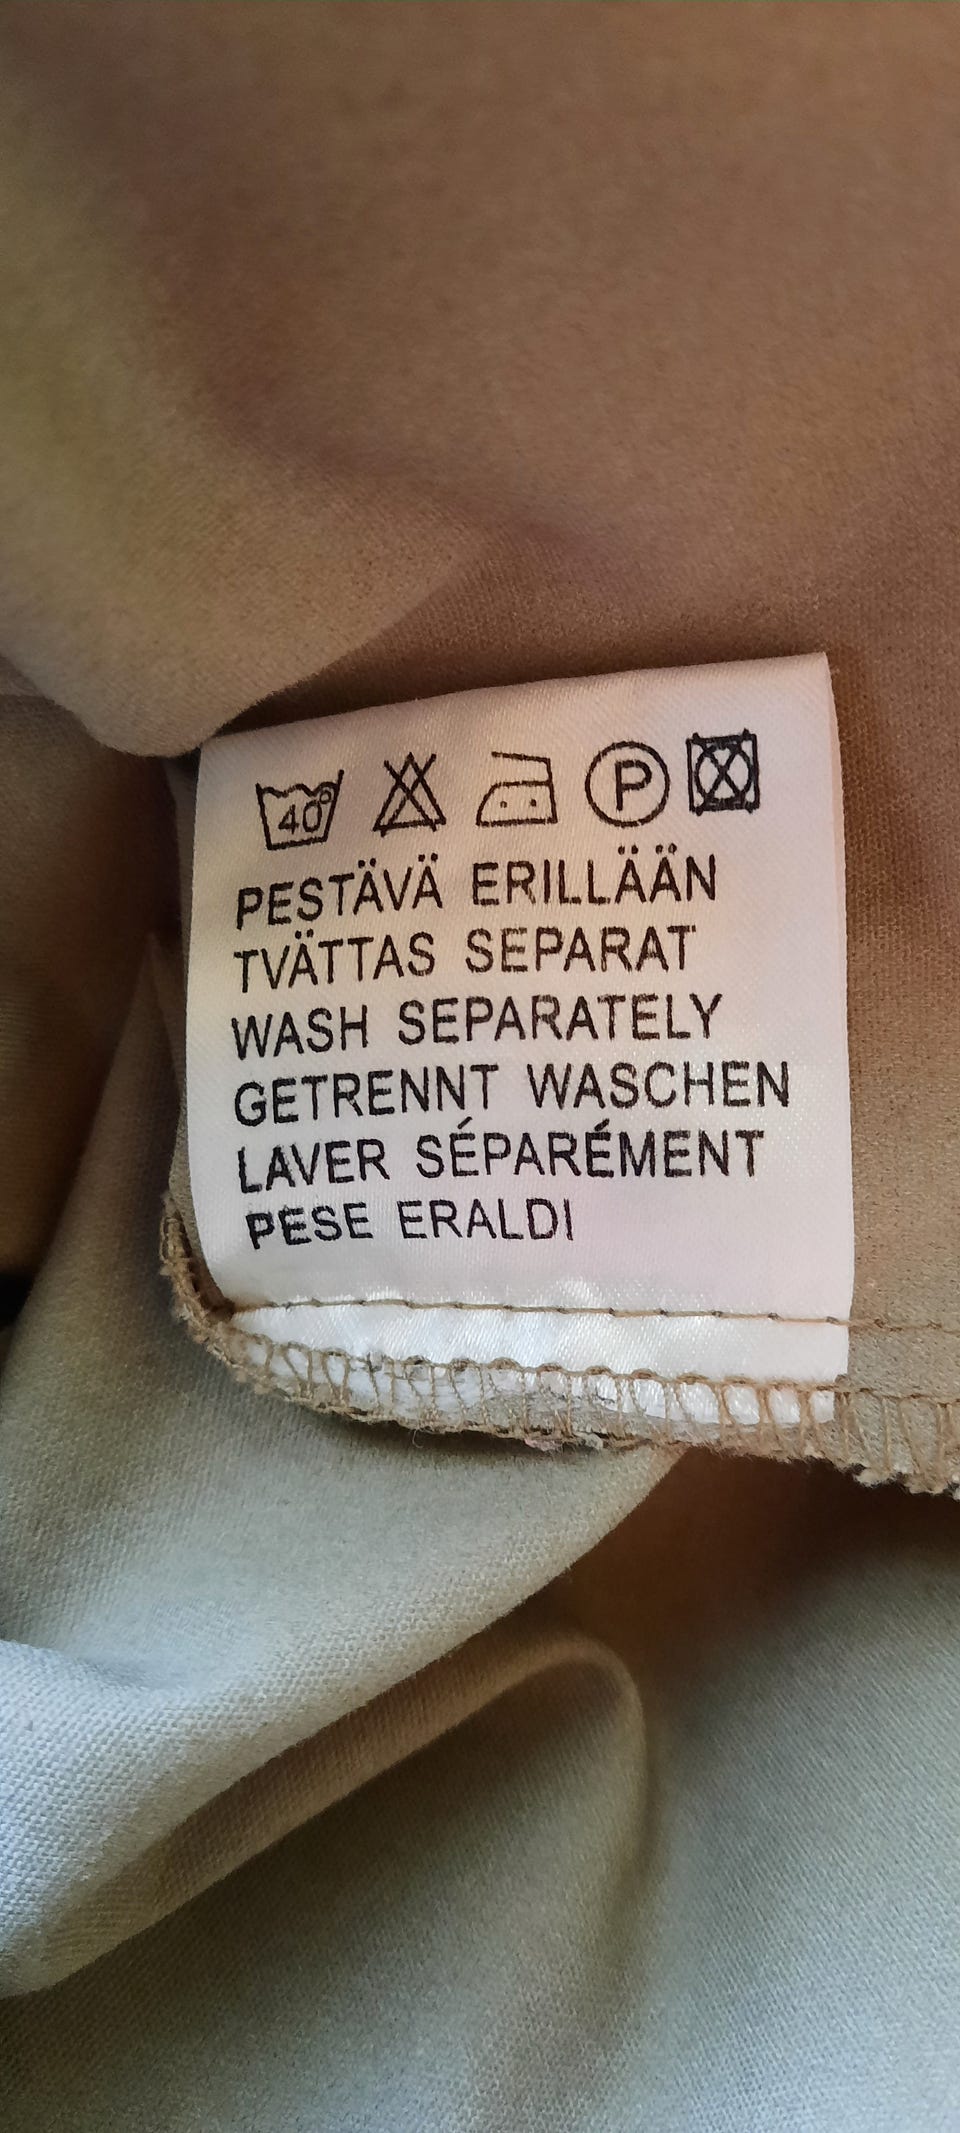 40° P
PESTÄVÄ ERILLÄÄN
TVÄTTAS SEPARAT
WASH SEPARATELY
GETRENNT WASCHEN
LAVER SÉPARÉMENT
PESE ERALDI